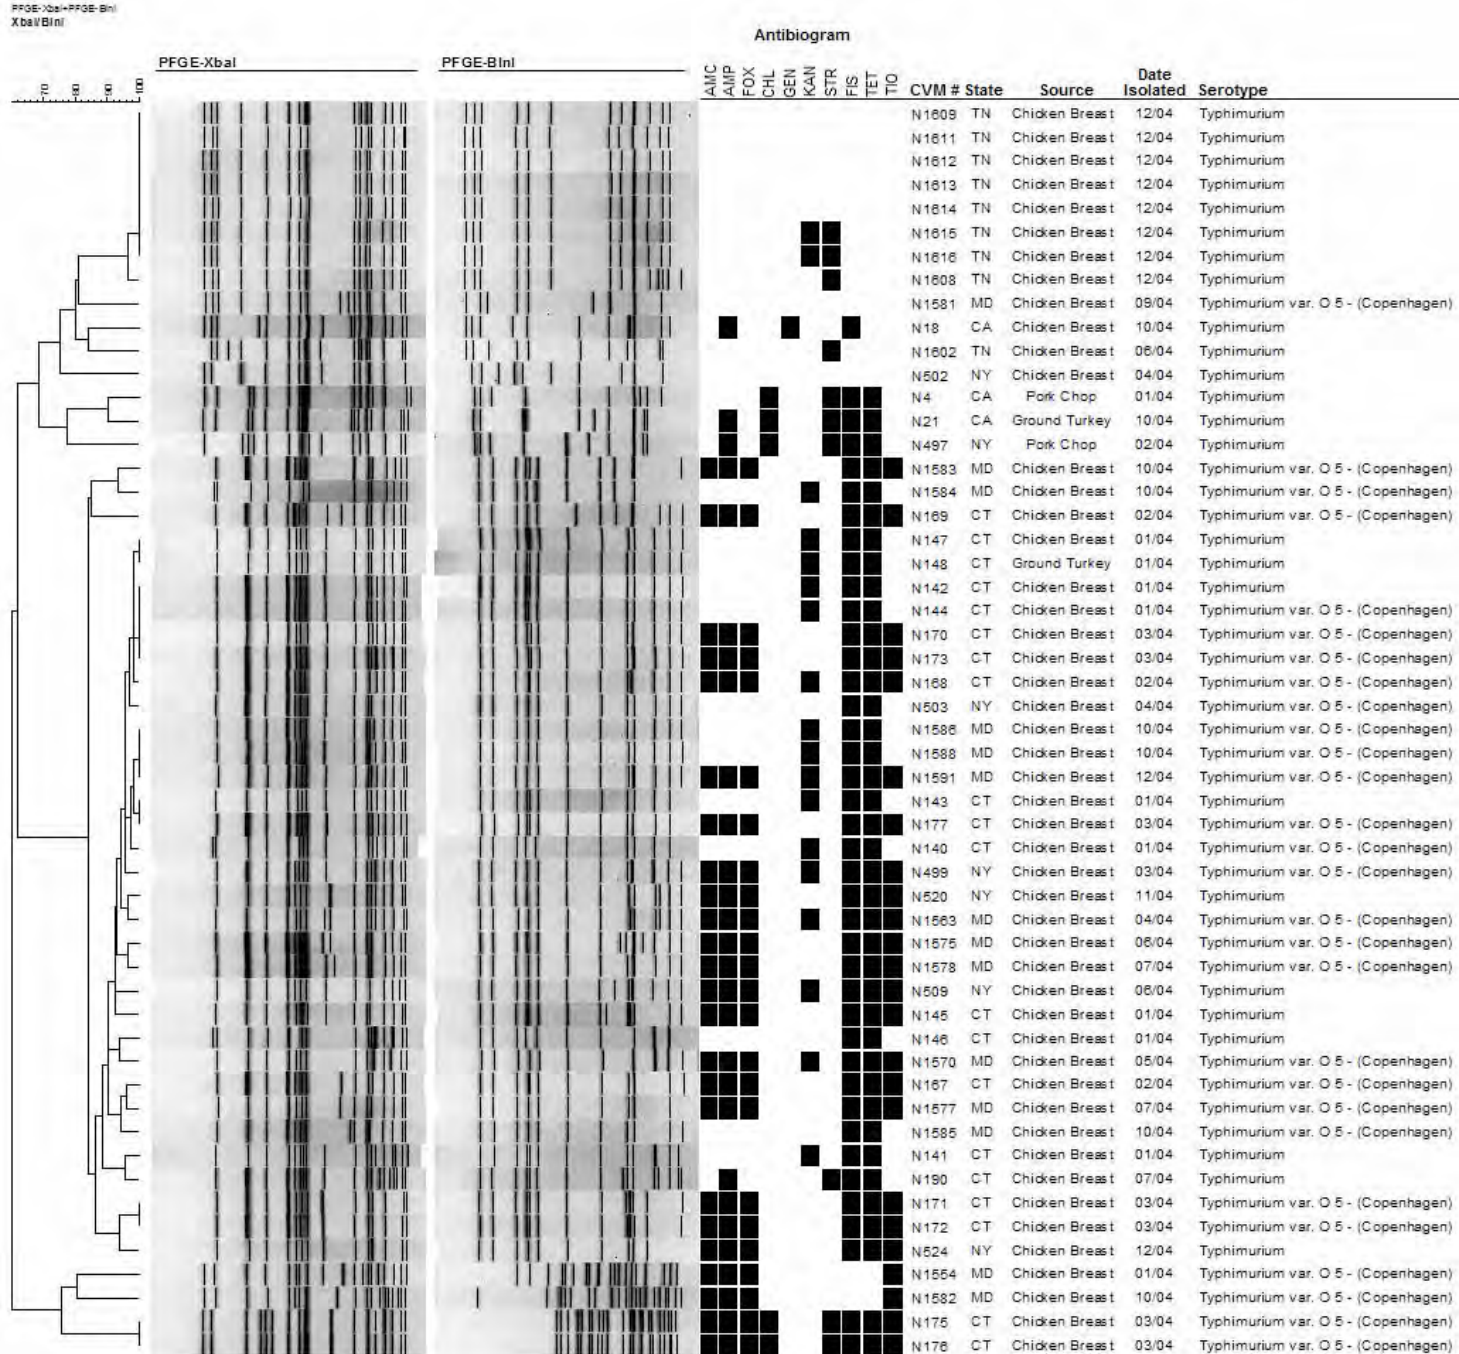 PFGE-XbaI+PFGE-BlnI
XbaI/BlnI
Antibiogram
PFGE-XbaI PFGE-BlnI
70 80 90 100
AMC AMP FOX CHL GEN KAN STR FIS TET TIO CVM # State Source Date Isolated Serotype
N1609 TN Chicken Breast 12/04 Typhimurium
N1611 TN Chicken Breast 12/04 Typhimurium
N1612 TN Chicken Breast 12/04 Typhimurium
N1613 TN Chicken Breast 12/04 Typhimurium
N1614 TN Chicken Breast 12/04 Typhimurium
N1615 TN Chicken Breast 12/04 Typhimurium
N1616 TN Chicken Breast 12/04 Typhimurium
N1608 TN Chicken Breast 12/04 Typhimurium
N1581 MD Chicken Breast 09/04 Typhimurium var. O 5 - (Copenhagen)
N18 CA Chicken Breast 10/04 Typhimurium
N1602 TN Chicken Breast 06/04 Typhimurium
N502 NY Chicken Breast 04/04 Typhimurium
N4 CA Pork Chop 01/04 Typhimurium
N21 CA Ground Turkey 10/04 Typhimurium
N497 NY Pork Chop 02/04 Typhimurium
N1583 MD Chicken Breast 10/04 Typhimurium var. O 5 - (Copenhagen)
N1584 MD Chicken Breast 10/04 Typhimurium var. O 5 - (Copenhagen)
N169 CT Chicken Breast 02/04 Typhimurium var. O 5 - (Copenhagen)
N147 CT Chicken Breast 01/04 Typhimurium
N148 CT Ground Turkey 01/04 Typhimurium
N142 CT Chicken Breast 01/04 Typhimurium
N144 CT Chicken Breast 01/04 Typhimurium var. O 5 - (Copenhagen)
N170 CT Chicken Breast 03/04 Typhimurium var. O 5 - (Copenhagen)
N173 CT Chicken Breast 03/04 Typhimurium var. O 5 - (Copenhagen)
N168 CT Chicken Breast 02/04 Typhimurium var. O 5 - (Copenhagen)
N503 NY Chicken Breast 04/04 Typhimurium var. O 5 - (Copenhagen)
N1586 MD Chicken Breast 10/04 Typhimurium var. O 5 - (Copenhagen)
N1588 MD Chicken Breast 10/04 Typhimurium var. O 5 - (Copenhagen)
N1591 MD Chicken Breast 12/04 Typhimurium var. O 5 - (Copenhagen)
N143 CT Chicken Breast 01/04 Typhimurium
N177 CT Chicken Breast 03/04 Typhimurium var. O 5 - (Copenhagen)
N140 CT Chicken Breast 01/04 Typhimurium var. O 5 - (Copenhagen)
N499 NY Chicken Breast 03/04 Typhimurium var. O 5 - (Copenhagen)
N520 NY Chicken Breast 11/04 Typhimurium
N1563 MD Chicken Breast 04/04 Typhimurium var. O 5 - (Copenhagen)
N1575 MD Chicken Breast 06/04 Typhimurium var. O 5 - (Copenhagen)
N1578 MD Chicken Breast 07/04 Typhimurium var. O 5 - (Copenhagen)
N509 NY Chicken Breast 06/04 Typhimurium
N145 CT Chicken Breast 01/04 Typhimurium
N146 CT Chicken Breast 01/04 Typhimurium
N1570 MD Chicken Breast 05/04 Typhimurium var. O 5 - (Copenhagen)
N167 CT Chicken Breast 02/04 Typhimurium var. O 5 - (Copenhagen)
N1577 MD Chicken Breast 07/04 Typhimurium var. O 5 - (Copenhagen)
N1585 MD Chicken Breast 10/04 Typhimurium var. O 5 - (Copenhagen)
N141 CT Chicken Breast 01/04 Typhimurium
N190 CT Chicken Breast 07/04 Typhimurium
N171 CT Chicken Breast 03/04 Typhimurium var. O 5 - (Copenhagen)
N172 CT Chicken Breast 03/04 Typhimurium var. O 5 - (Copenhagen)
N524 NY Chicken Breast 12/04 Typhimurium
N1554 MD Chicken Breast 01/04 Typhimurium var. O 5 - (Copenhagen)
N1582 MD Chicken Breast 10/04 Typhimurium var. O 5 - (Copenhagen)
N175 CT Chicken Breast 03/04 Typhimurium var. O 5 - (Copenhagen)
N176 CT Chicken Breast 03/04 Typhimurium var. O 5 - (Copenhagen)